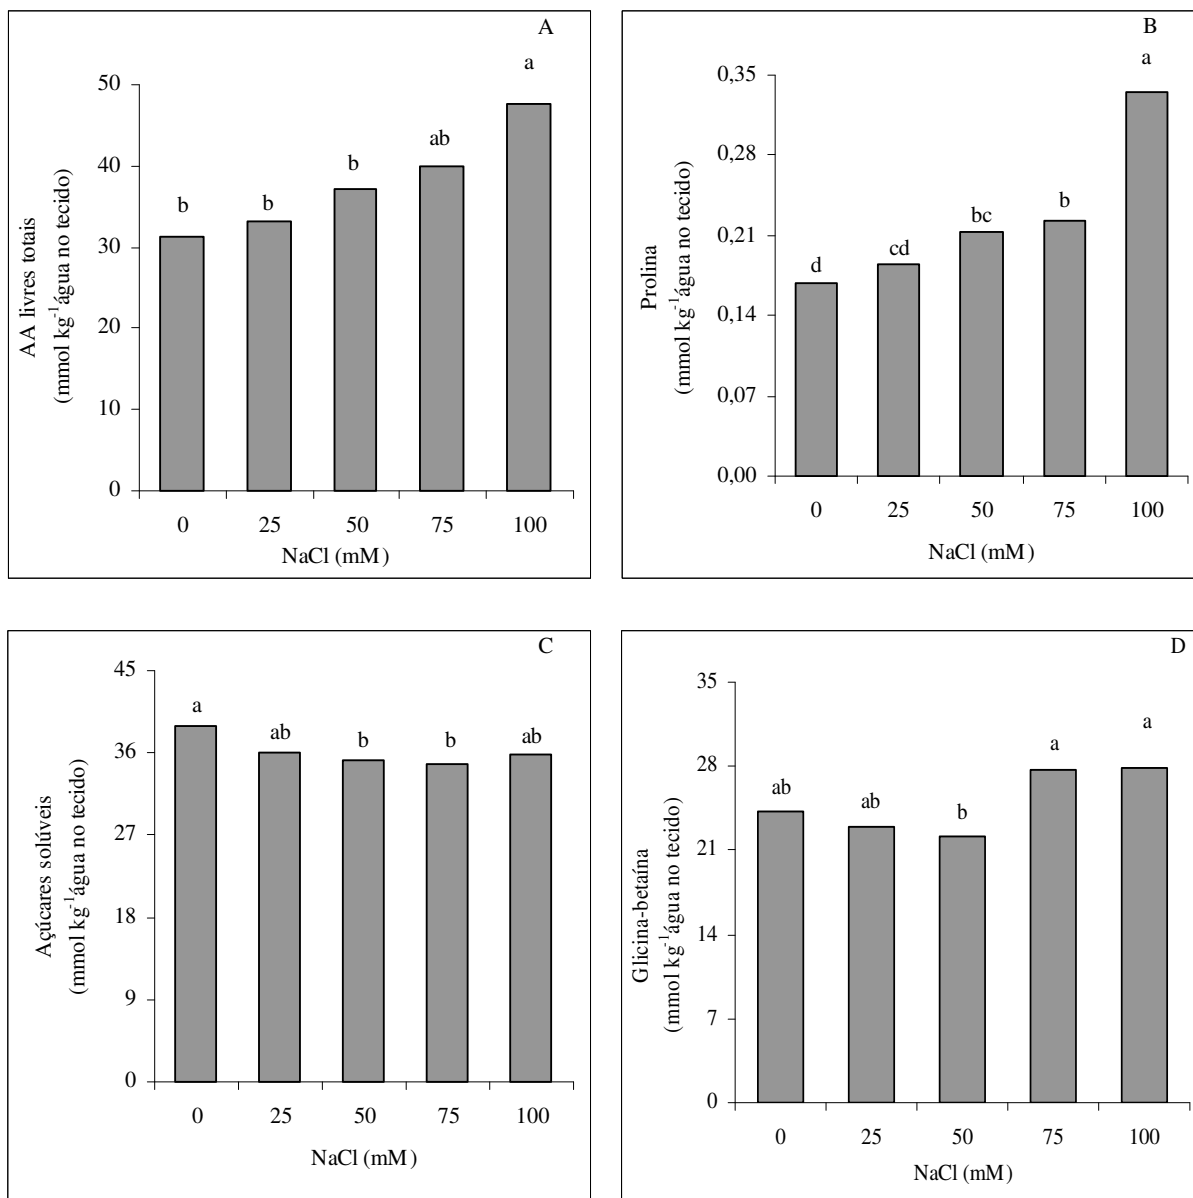 A
a
50
ab
40
b
b
b
30
20
10
0
AA livres totais
(mmol kg⁻¹água no tecido)
0 25 50 75 100
NaCl (mM)
B
a
0,35
0,28
0,21
b
bc
cd
d
0,14
0,07
0,00
Prolina
(mmol kg⁻¹água no tecido)
0 25 50 75 100
NaCl (mM)
C
45
a
ab
b
b
ab
36
27
18
9
0
Açúcares solúveis
(mmol kg⁻¹água no tecido)
0 25 50 75 100
NaCl (mM)
D
35
a
a
28
ab
ab
b
21
14
7
0
Glicina-betaína
(mmol kg⁻¹água no tecido)
0 25 50 75 100
NaCl (mM)